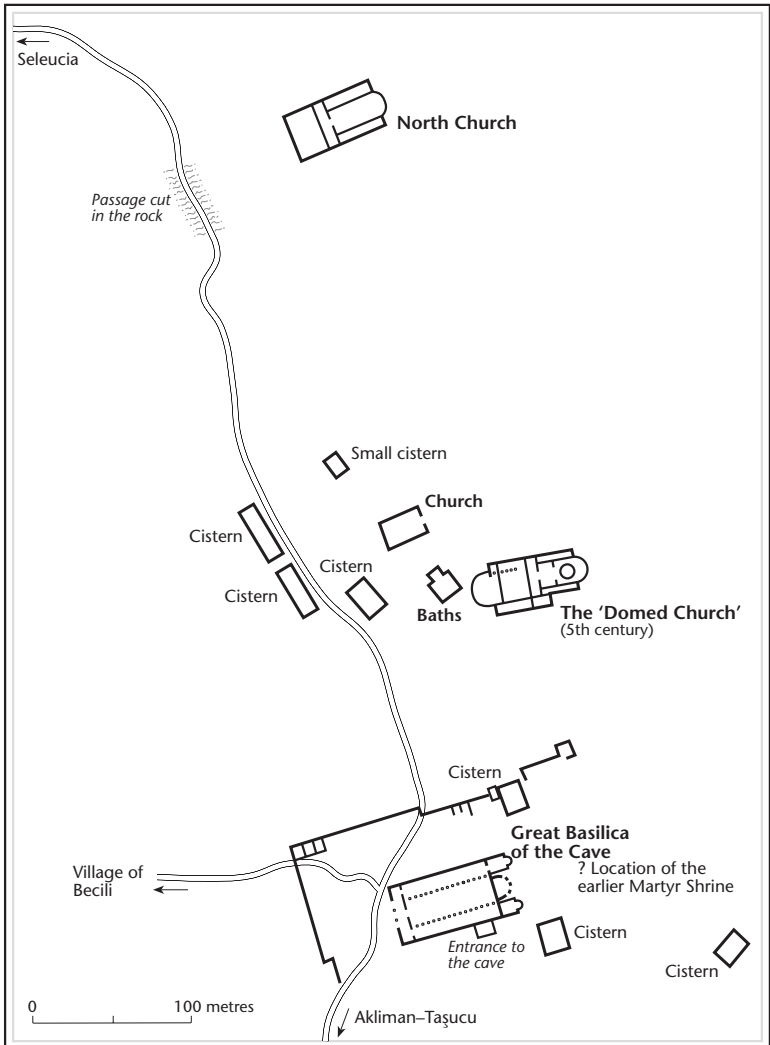 Seleucia
North Church
Passage cut
in the rock
Small cistern
Church
Cistern
Cistern
Cistern
Baths
The ‘Domed Church’
(5th century)
Cistern
Great Basilica
of the Cave
? Location of the
earlier Martyr Shrine
Village of
Becili
Entrance to
the cave
Cistern
Cistern
0 100 metres
Akliman–Taşucu